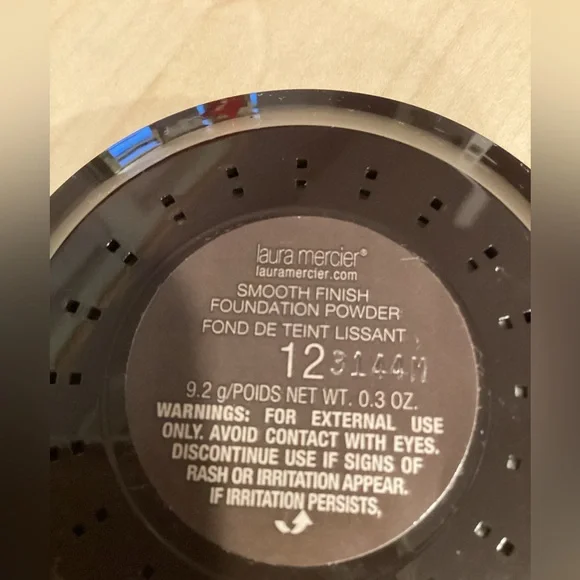 laura mercier®
lauramercier.com
SMOOTH FINISH
FOUNDATION POWDER
FOND DE TEINT LISSANT
12 3144M
9.2 g/POIDS NET WT. 0.3 OZ.
WARNINGS: FOR EXTERNAL USE
ONLY. AVOID CONTACT WITH EYES.
DISCONTINUE USE IF SIGNS OF
RASH OR IRRITATION APPEAR.
IF IRRITATION PERSISTS,